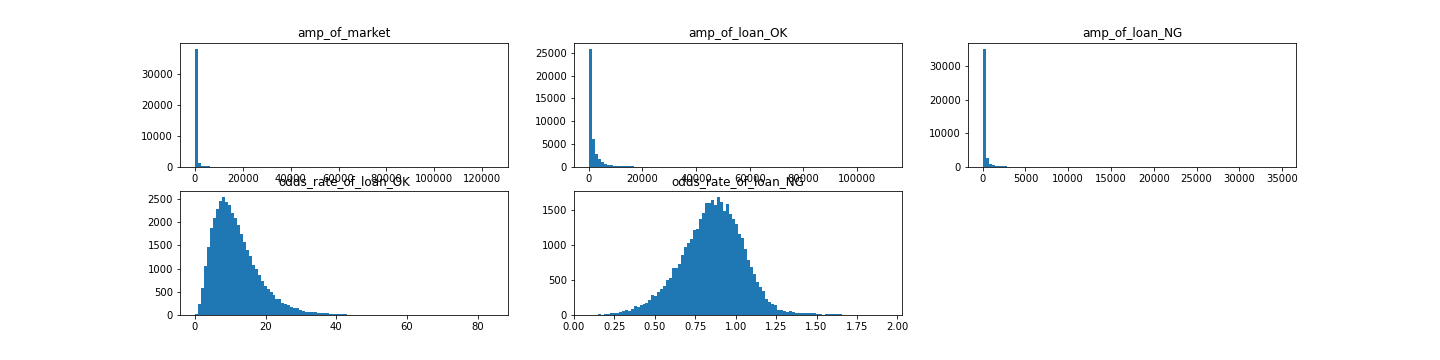 amp_of_market
amp_of_loan_OK
amp_of_loan_NG
30000
20000
10000
0
0 20000 40000 60000 80000 100000 120000
25000
20000
15000
10000
5000
0
0 20000 40000 60000 80000 100000
30000
20000
10000
0
0 5000 10000 15000 20000 25000 30000 35000
odds_rate_of_loan_OK
odds_rate_of_loan_NG
2500
2000
1500
1000
500
0
0 20 40 60 80
1500
1000
500
0
0.00 0.25 0.50 0.75 1.00 1.25 1.50 1.75 2.00